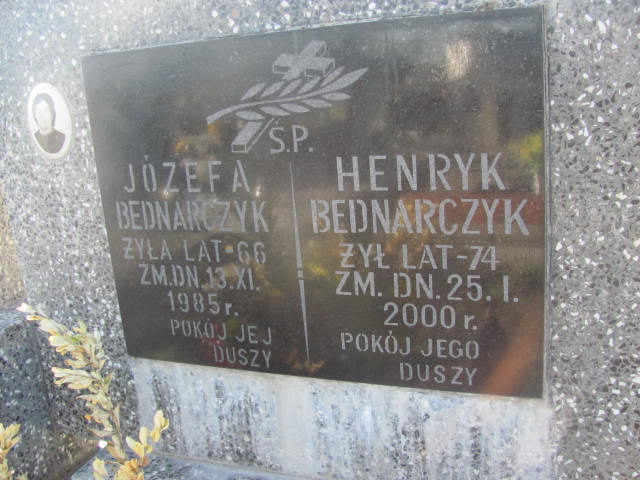 Ś.P.
JÓZEFA
BEDNARCZYK
ŻYŁA LAT-66
ZM.DN.13.XI.
1985r.
POKÓJ JEJ
DUSZY
HENRYK
BEDNARCZYK
ŻYŁ LAT-74
ZM. DN. 25. I.
2000 r.
POKÓJ JEGO
DUSZY